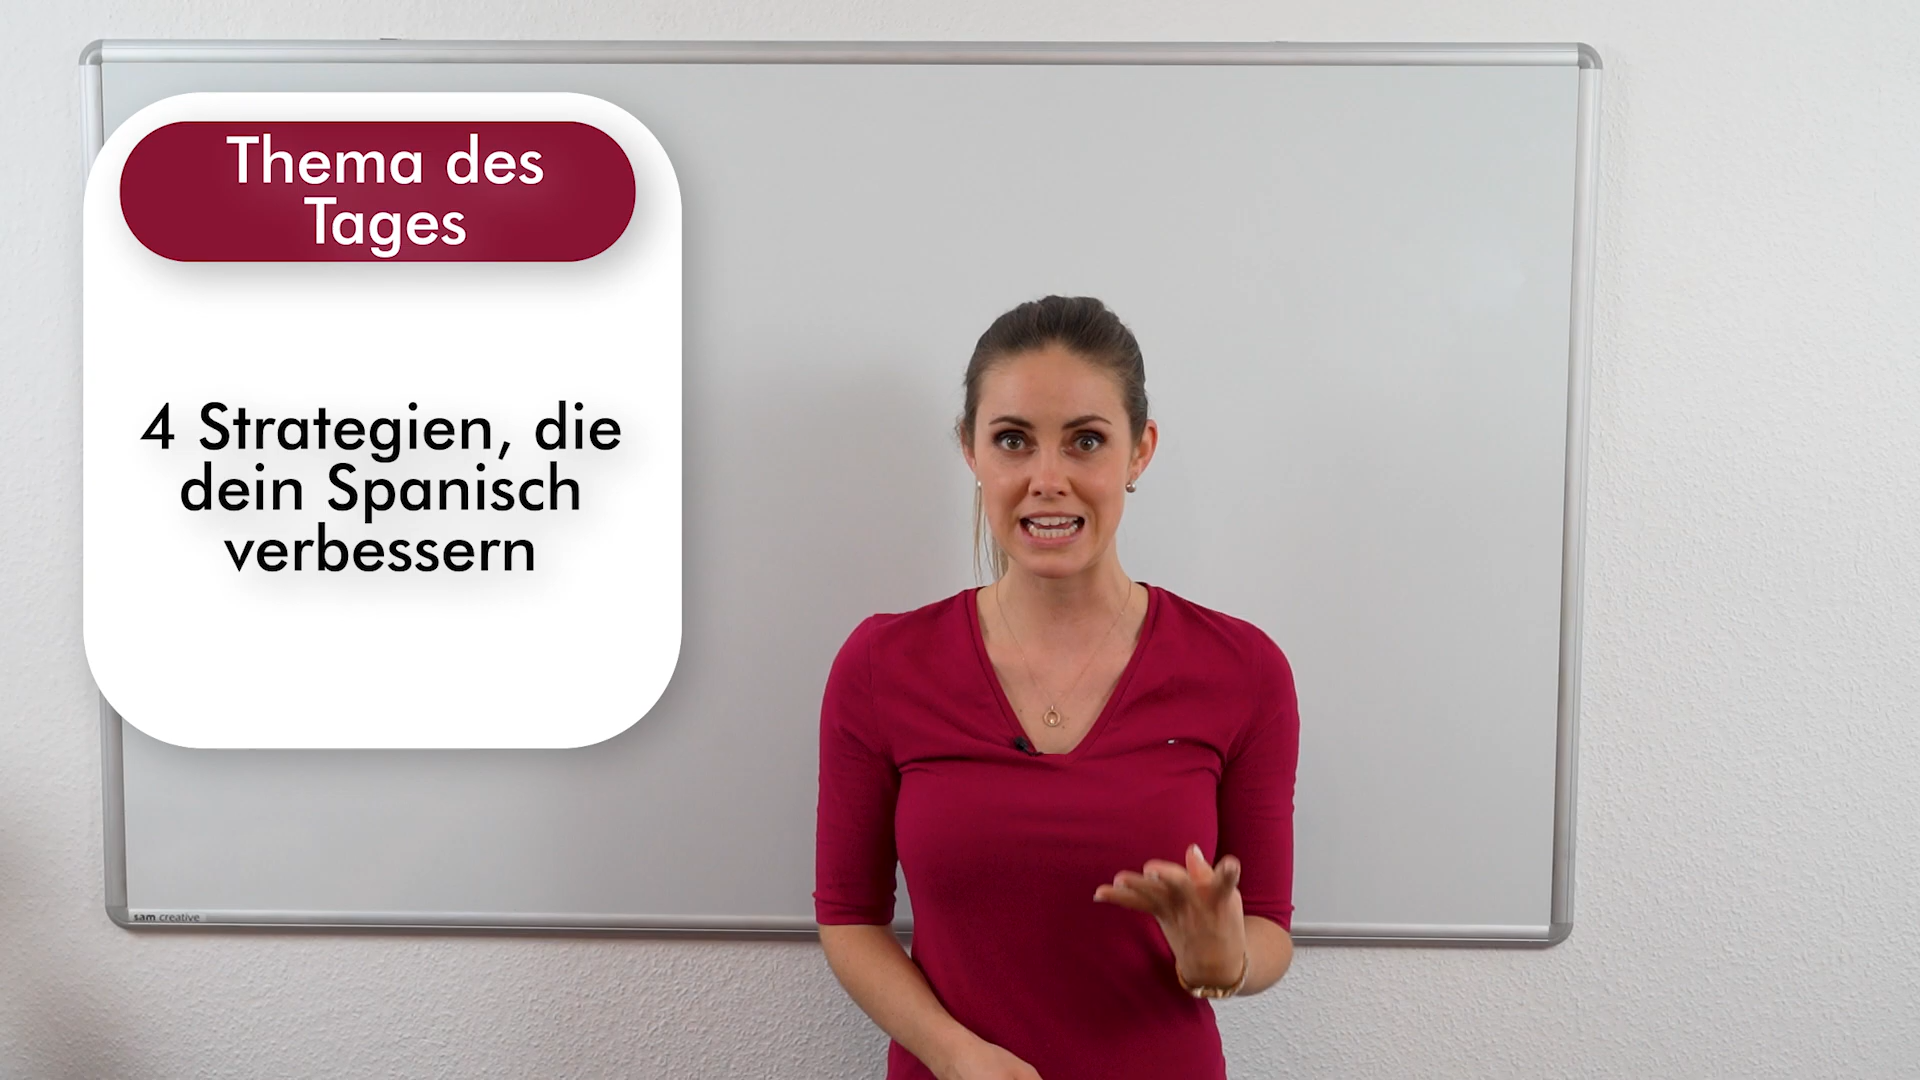 Thema des
Tages
4 Strategien, die
dein Spanisch
verbessern
sam creative